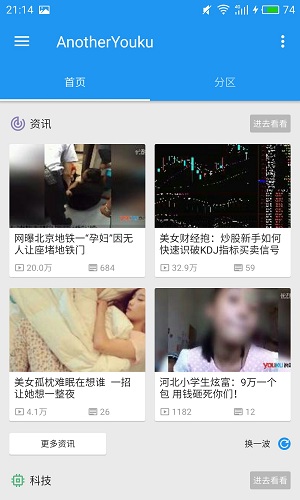 21:14
4G
74
AnotherYouku
首页
分区
资讯
进去看看
网曝北京地铁一“孕妇”因无
人让座堵地铁门
20.0万
684
美女财经抱：炒股新手如何
快速识破KDJ指标买卖信号
32.9万
59
美女孤枕难眠在想谁 一招
让她想一整夜
4.1万
26
YOUKU
河北小学生炫富：9万一个
包 用钱砸死你们！
1182
12
更多资讯
换一波
科技
进去看看